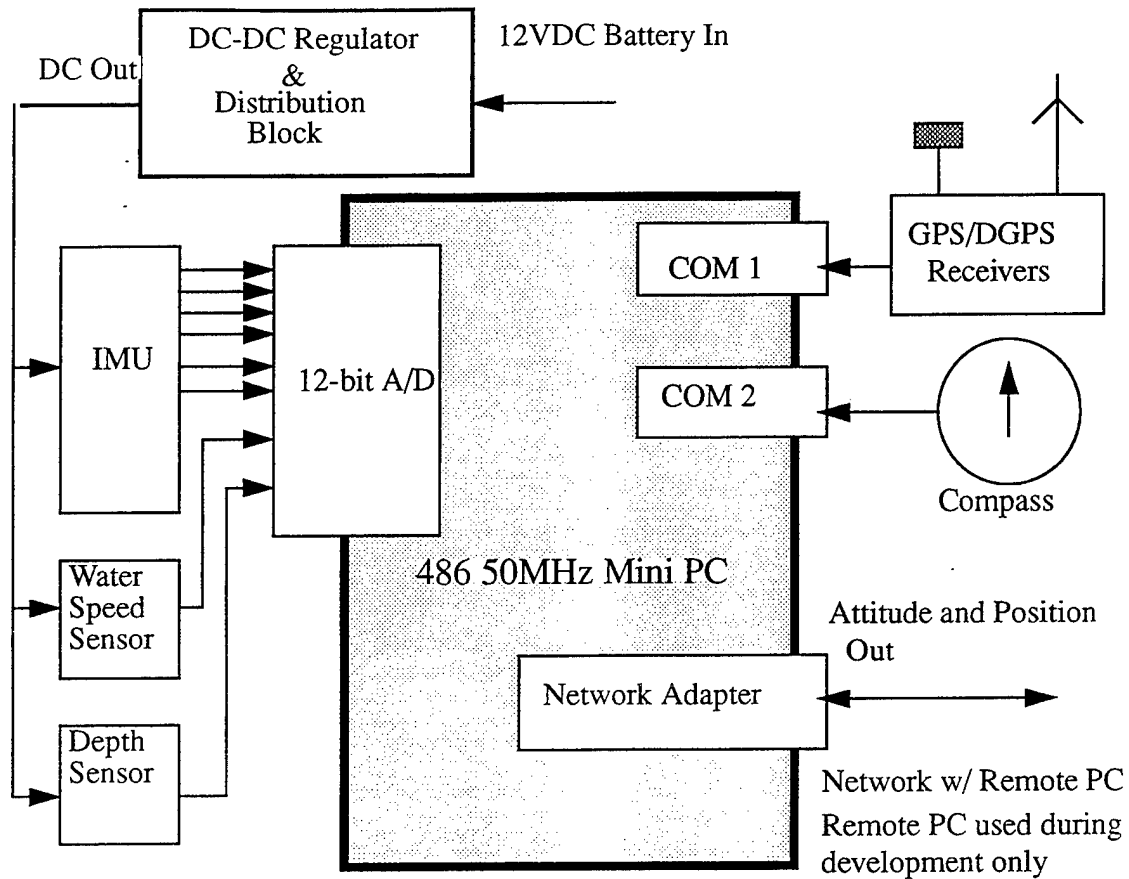 DC-DC Regulator
&
Distribution
Block
12VDC Battery In
DC Out
GPS/DGPS
Receivers
COM 1
IMU
12-bit A/D
COM 2
Compass
486 50MHz Mini PC
Water
Speed
Sensor
Attitude and Position
Out
Network Adapter
Depth
Sensor
Network w/ Remote PC
Remote PC used during
development only